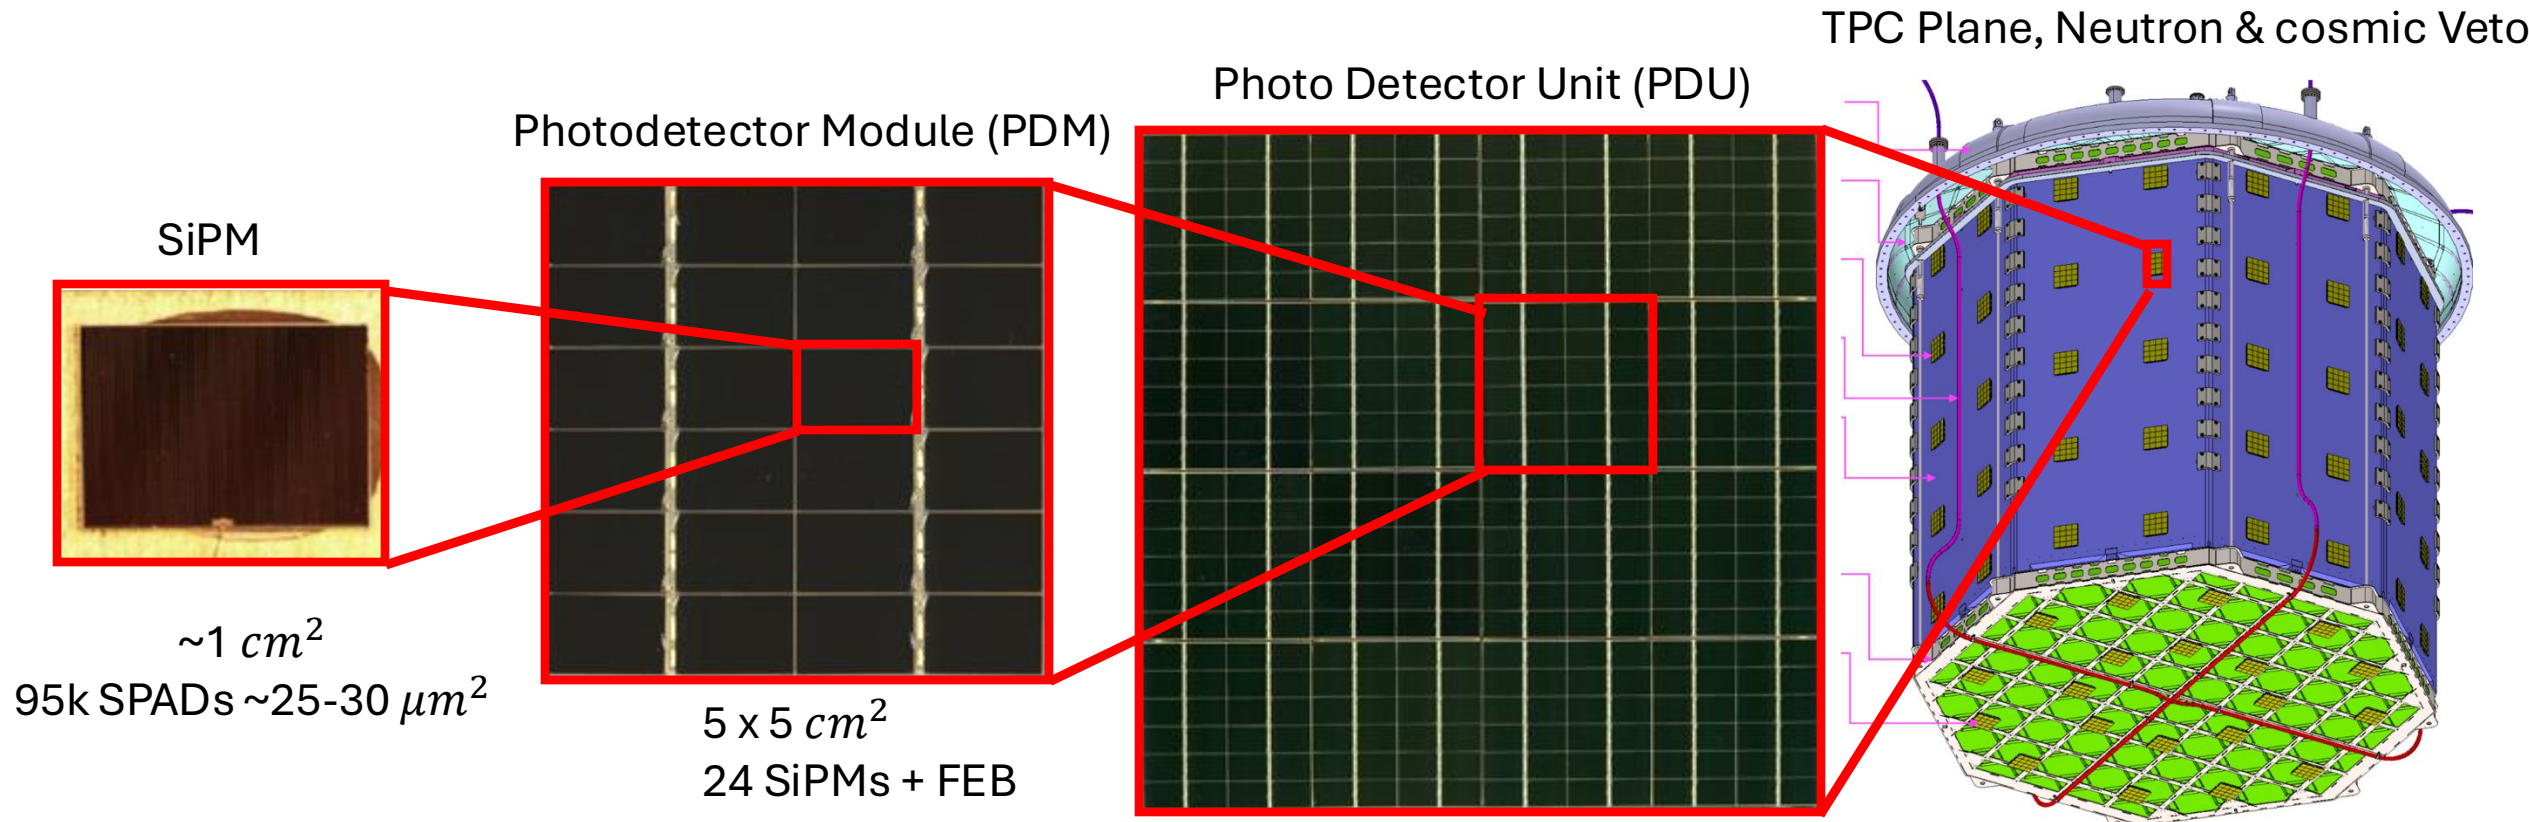 TPC Plane, Neutron & cosmic Veto
Photo Detector Unit (PDU)
Photodetector Module (PDM)
SiPM
~1 cm²
95k SPADs ~25-30 μm²
5 x 5 cm²
24 SiPMs + FEB